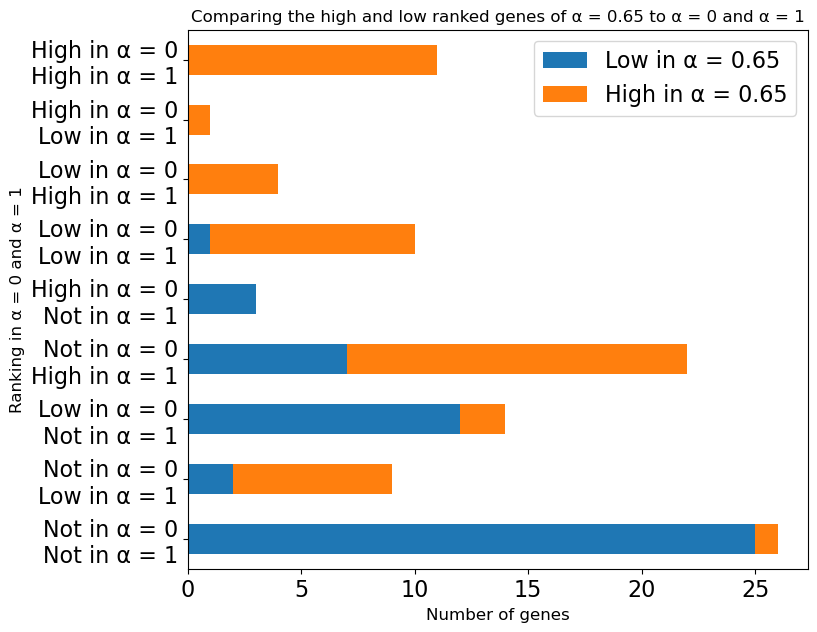 Comparing the high and low ranked genes of α = 0.65 to α = 0 and α = 1
Low in α = 0.65
High in α = 0.65
Ranking in α = 0 and α = 1
High in α = 0
High in α = 1
High in α = 0
Low in α = 1
Low in α = 0
High in α = 1
Low in α = 0
Low in α = 1
High in α = 0
Not in α = 1
Not in α = 0
High in α = 1
Low in α = 0
Not in α = 1
Not in α = 0
Low in α = 1
Not in α = 0
Not in α = 1
0 5 10 15 20 25
Number of genes